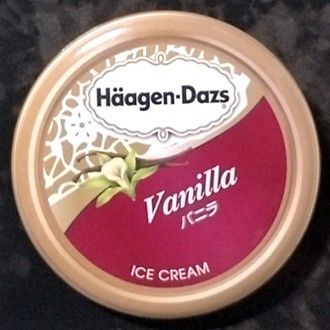 Häagen-Dazs
Vanilla
バニラ
ICE CREAM